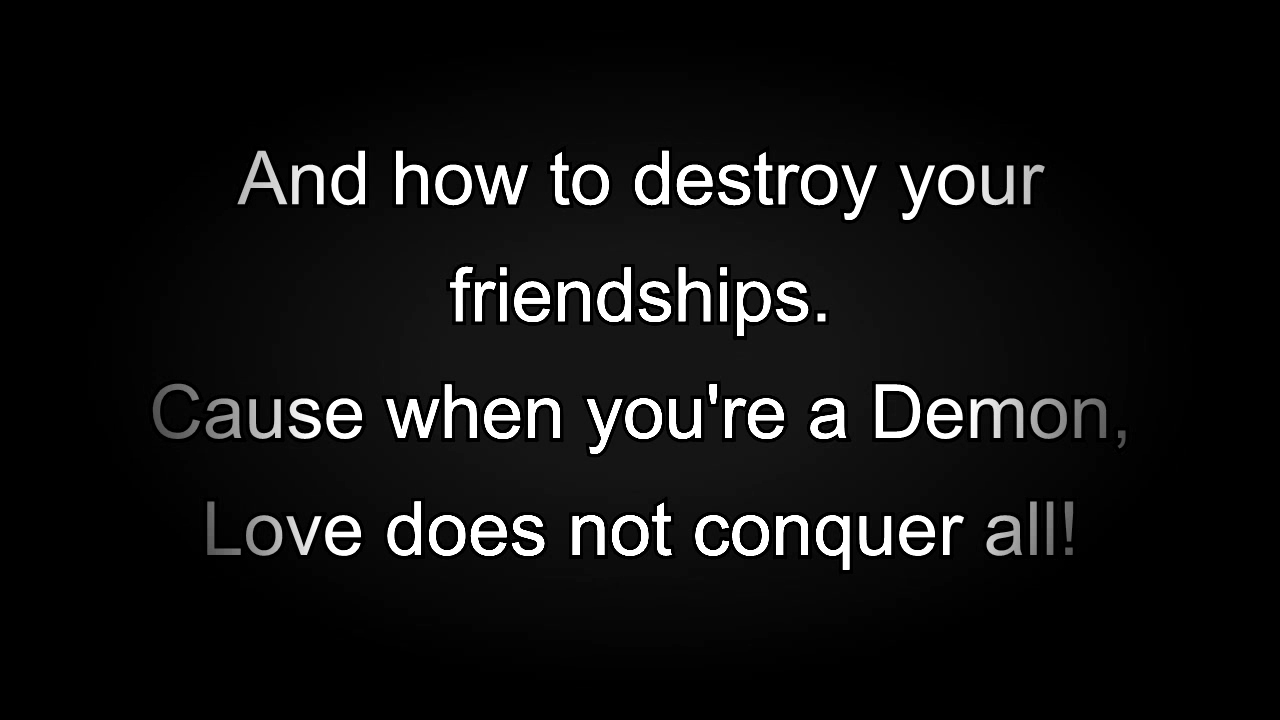 And how to destroy your
friendships.
Cause when you're a Demon,
Love does not conquer all!